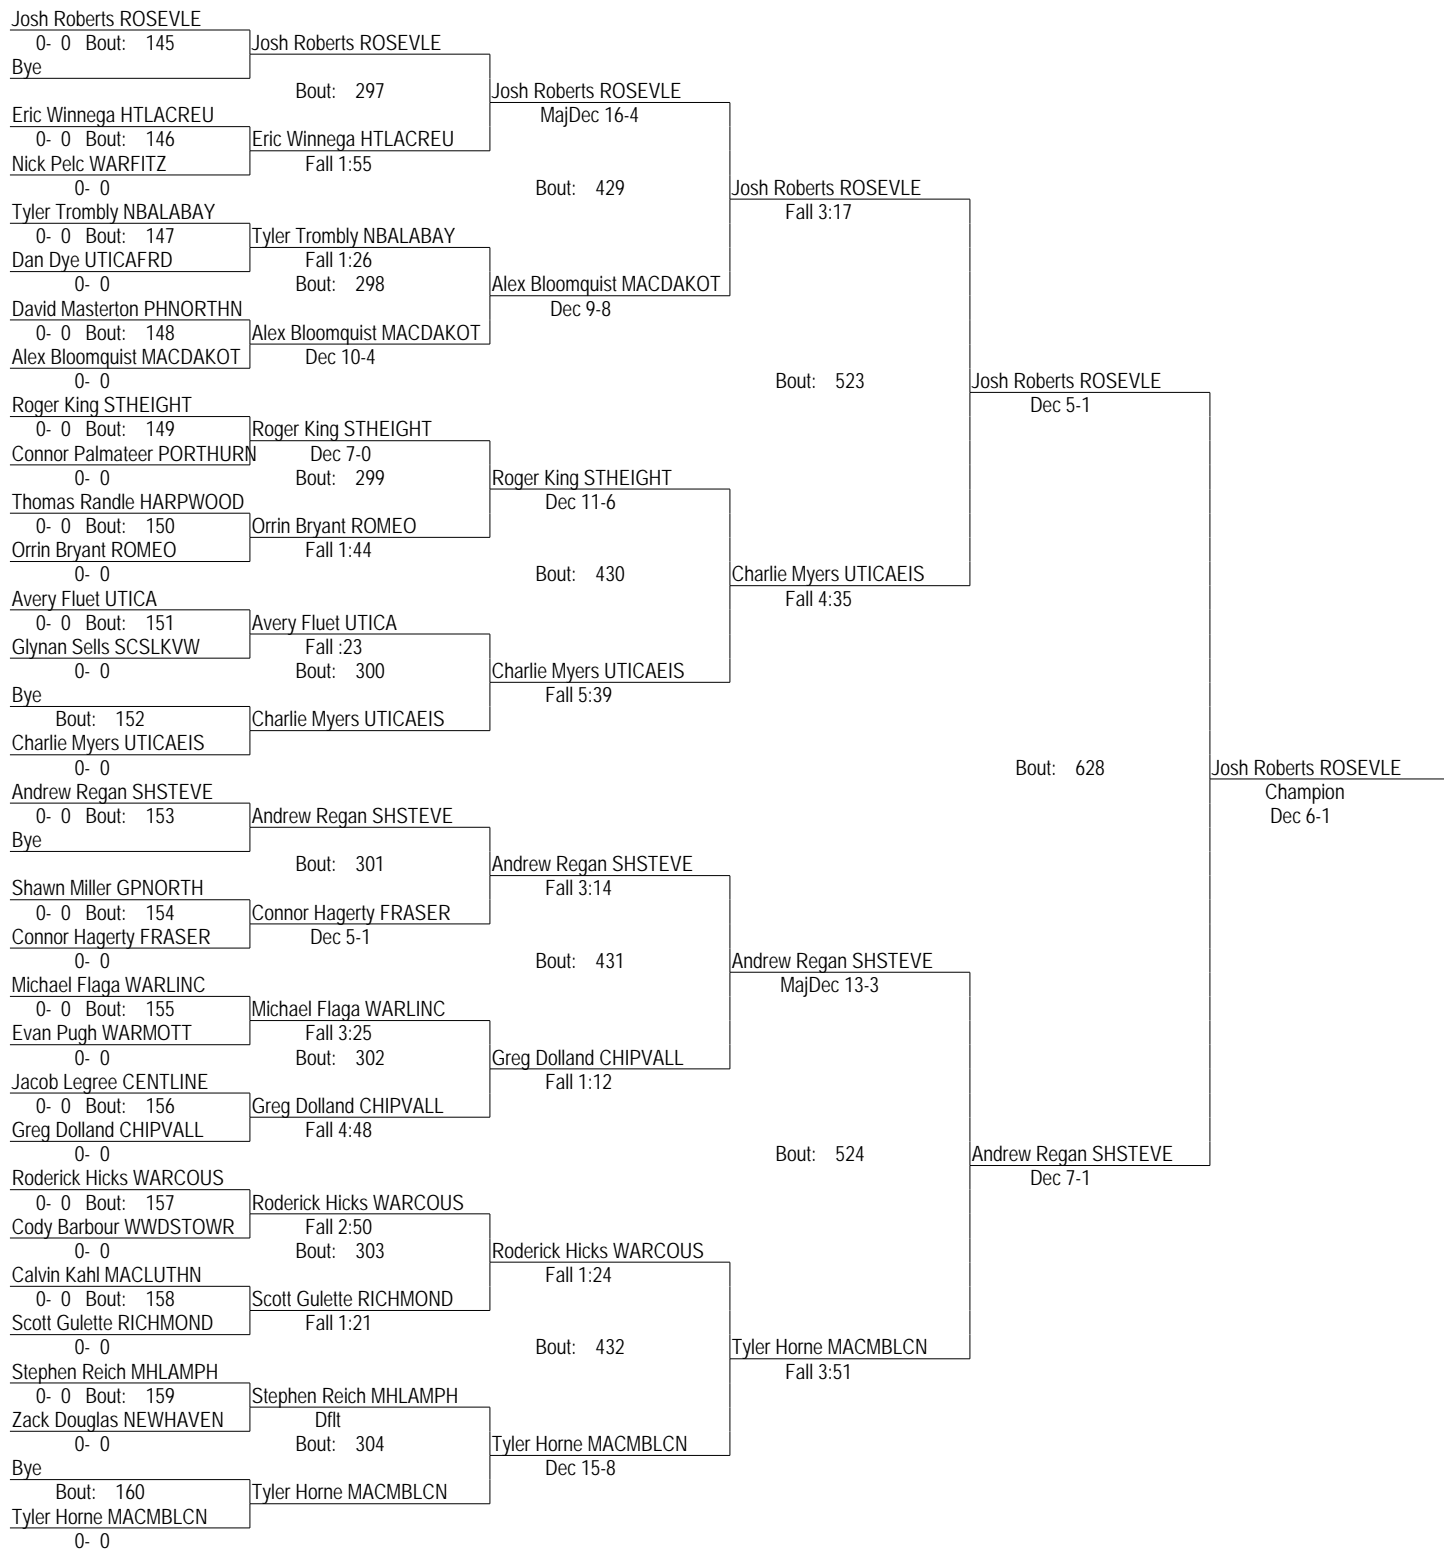 Josh Roberts ROSEVLE
0- 0 Bout: 145 Josh Roberts ROSEVLE
Bye
Bout: 297 Josh Roberts ROSEVLE
Eric Winnega HTLACREU MajDec 16-4
0- 0 Bout: 146 Eric Winnega HTLACREU
Nick Pelc WARFITZ Fall 1:55
0- 0 Bout: 429 Josh Roberts ROSEVLE
Tyler Trombly NBALABAY Fall 3:17
0- 0 Bout: 147 Tyler Trombly NBALABAY
Dan Dye UTICAFRD Fall 1:26
0- 0 Bout: 298 Alex Bloomquist MACDAKOT
David Masterton PHNORTHN Dec 9-8
0- 0 Bout: 148 Alex Bloomquist MACDAKOT
Alex Bloomquist MACDAKOT Dec 10-4
0- 0 Bout: 523 Josh Roberts ROSEVLE
Roger King STHEIGHT Dec 5-1
0- 0 Bout: 149 Roger King STHEIGHT
Connor Palmateer PORTHURN Dec 7-0
0- 0 Bout: 299 Roger King STHEIGHT
Thomas Randle HARPWOOD Dec 11-6
0- 0 Bout: 150 Orrin Bryant ROMEO
Orrin Bryant ROMEO Fall 1:44
0- 0 Bout: 430 Charlie Myers UTICAEIS
Avery Fluet UTICA Fall 4:35
0- 0 Bout: 151 Avery Fluet UTICA
Glynan Sells SCSLKVW Fall :23
0- 0 Bout: 300 Charlie Myers UTICAEIS
Bye Fall 5:39
Bout: 152 Charlie Myers UTICAEIS
Charlie Myers UTICAEIS
0- 0 Bout: 628 Josh Roberts ROSEVLE
Andrew Regan SHSTEVE Champion
0- 0 Bout: 153 Andrew Regan SHSTEVE Dec 6-1
Bye
Bout: 301 Andrew Regan SHSTEVE
Shawn Miller GPNORTH Fall 3:14
0- 0 Bout: 154 Connor Hagerty FRASER
Connor Hagerty FRASER Dec 5-1
0- 0 Bout: 431 Andrew Regan SHSTEVE
Michael Flaga WARLINC MajDec 13-3
0- 0 Bout: 155 Michael Flaga WARLINC
Evan Pugh WARMOTT Fall 3:25
0- 0 Bout: 302 Greg Dolland CHIPVALL
Jacob Legree CENTLINE Fall 1:12
0- 0 Bout: 156 Greg Dolland CHIPVALL
Greg Dolland CHIPVALL Fall 4:48
0- 0 Bout: 524 Andrew Regan SHSTEVE
Roderick Hicks WARCOUS Dec 7-1
0- 0 Bout: 157 Roderick Hicks WARCOUS
Cody Barbour WWDSTOWR Fall 2:50
0- 0 Bout: 303 Roderick Hicks WARCOUS
Calvin Kahl MACLUTHN Fall 1:24
0- 0 Bout: 158 Scott Gulette RICHMOND
Scott Gulette RICHMOND Fall 1:21
0- 0 Bout: 432 Tyler Horne MACMBLCN
Stephen Reich MHLAMPH Fall 3:51
0- 0 Bout: 159 Stephen Reich MHLAMPH
Zack Douglas NEWHAVEN Dflt
0- 0 Bout: 304 Tyler Horne MACMBLCN
Bye Dec 15-8
Bout: 160 Tyler Horne MACMBLCN
Tyler Horne MACMBLCN
0- 0